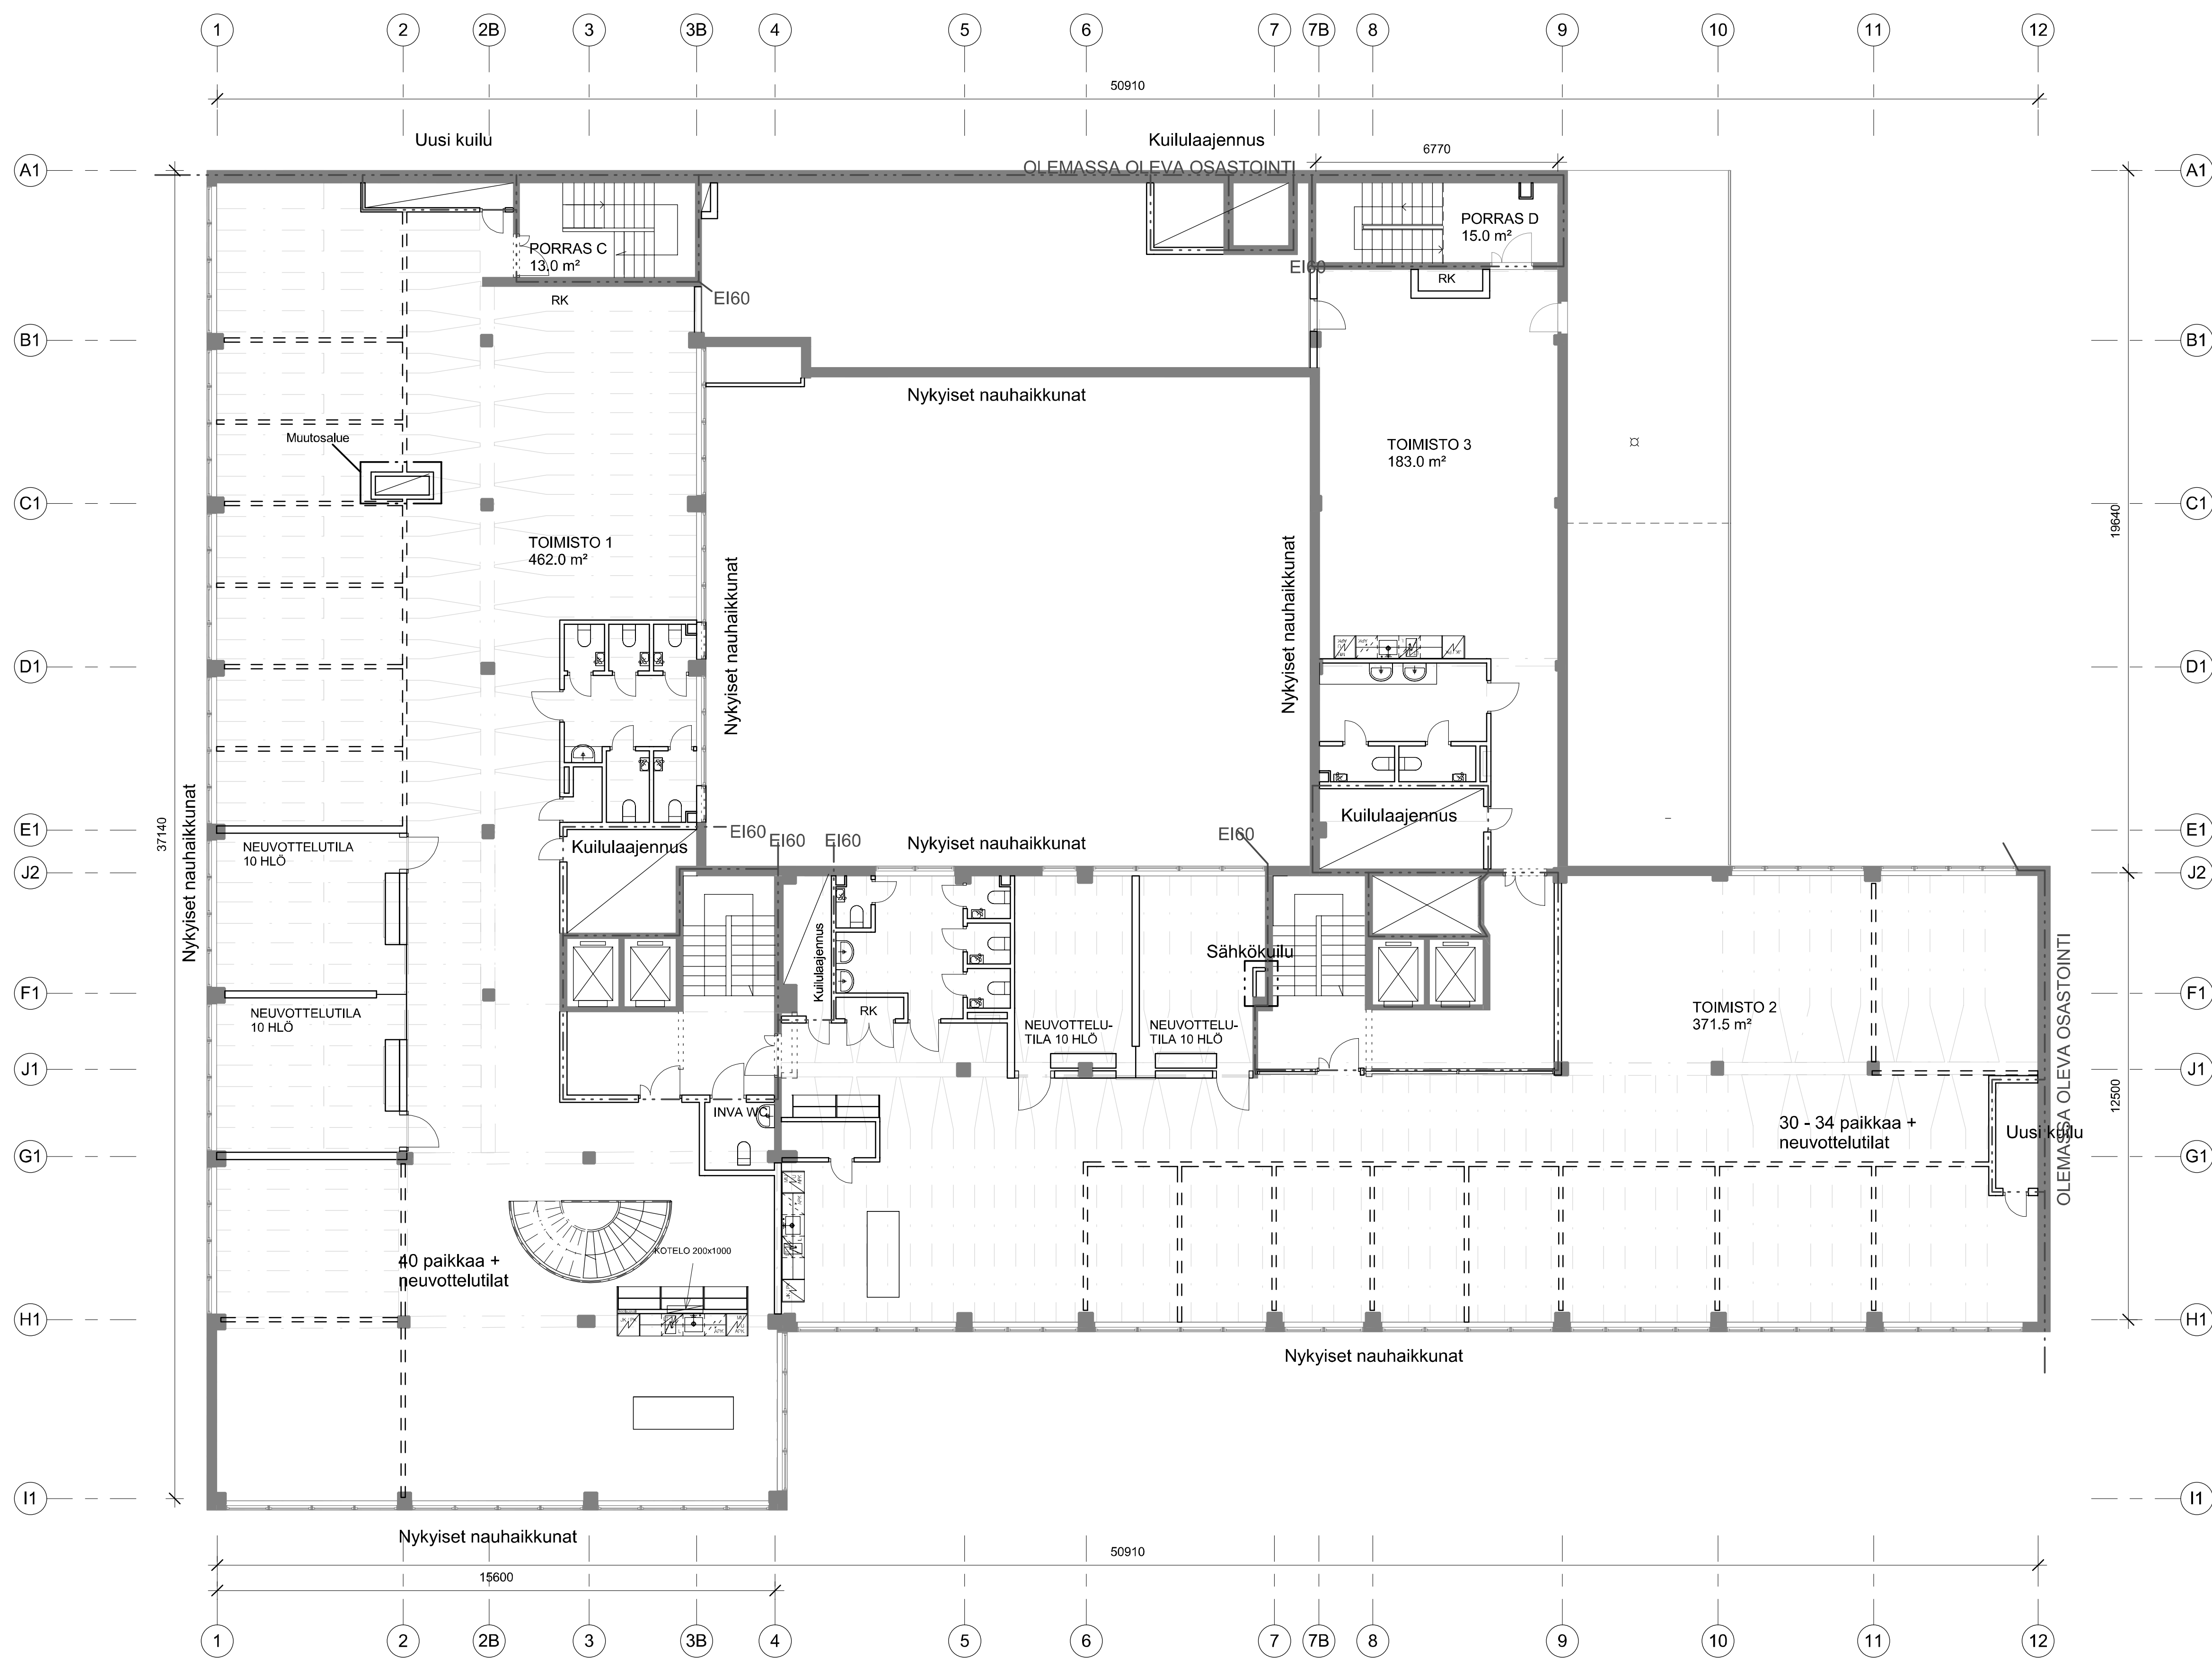 1 2 2B 3 3B 4 5 6 7 7B 8 9 10 11 12
50910
Uusi kuilu
Kuilulaajennus
6770
OLEMASSA OLEVA OSASTOINTI
A1
A1
PORRAS C
13.0 m²
PORRAS D
15.0 m²
EI60
RK
RK
EI60
B1
B1
Nykyiset nauhaikkunat
Muutosalue
TOIMISTO 3
183.0 m²
C1
C1
19640
TOIMISTO 1
462.0 m²
Nykyiset nauhaikkunat
Nykyiset nauhaikkunat
D1
D1
37140
Nykyiset nauhaikkunat
E1
E1
Kuilulaajennus
EI60
EI60
EI60
Nykyiset nauhaikkunat
EI60
Kuilulaajennus
NEUVOTTELUTILA
10 HLÖ
J2
J2
Kuilulaajennus
Sähkökuilu
F1
F1
NEUVOTTELUTILA
10 HLÖ
RK
NEUVOTTELU-
TILA 10 HLÖ
NEUVOTTELU-
TILA 10 HLÖ
TOIMISTO 2
371.5 m²
OLEMASSA OLEVA OSASTOINTI
J1
J1
12500
INVA WC
30 - 34 paikkaa +
neuvottelutilat
Uusi kuilu
G1
G1
KOTELO 200x1000
40 paikkaa +
neuvottelutilat
H1
H1
Nykyiset nauhaikkunat
I1
I1
Nykyiset nauhaikkunat
50910
15600
1 2 2B 3 3B 4 5 6 7 7B 8 9 10 11 12